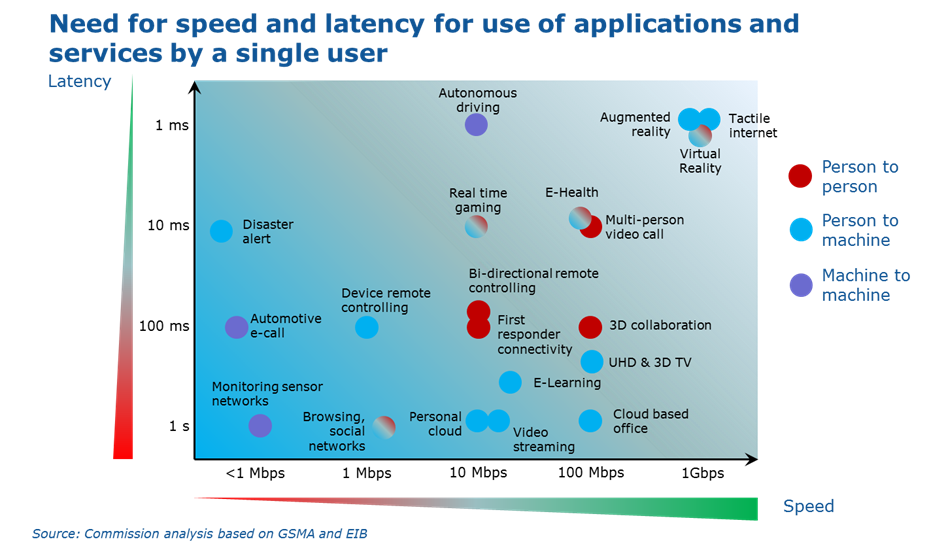 Need for speed and latency for use of applications and
services by a single user
Latency
Autonomous
driving
1 ms
Augmented
reality
Tactile
internet
Virtual
Reality
Person to
person
Real time
gaming
E-Health
10 ms
Disaster
alert
Multi-person
video call
Person to
machine
Bi-directional remote
controlling
Machine to
machine
Device remote
controlling
100 ms
Automotive
e-call
First
responder
connectivity
3D collaboration
UHD & 3D TV
E-Learning
Monitoring sensor
networks
1 s
Browsing,
social
networks
Personal
cloud
Video
streaming
Cloud based
office
<1 Mbps
1 Mbps
10 Mbps
100 Mbps
1Gbps
Speed
Source: Commission analysis based on GSMA and EIB